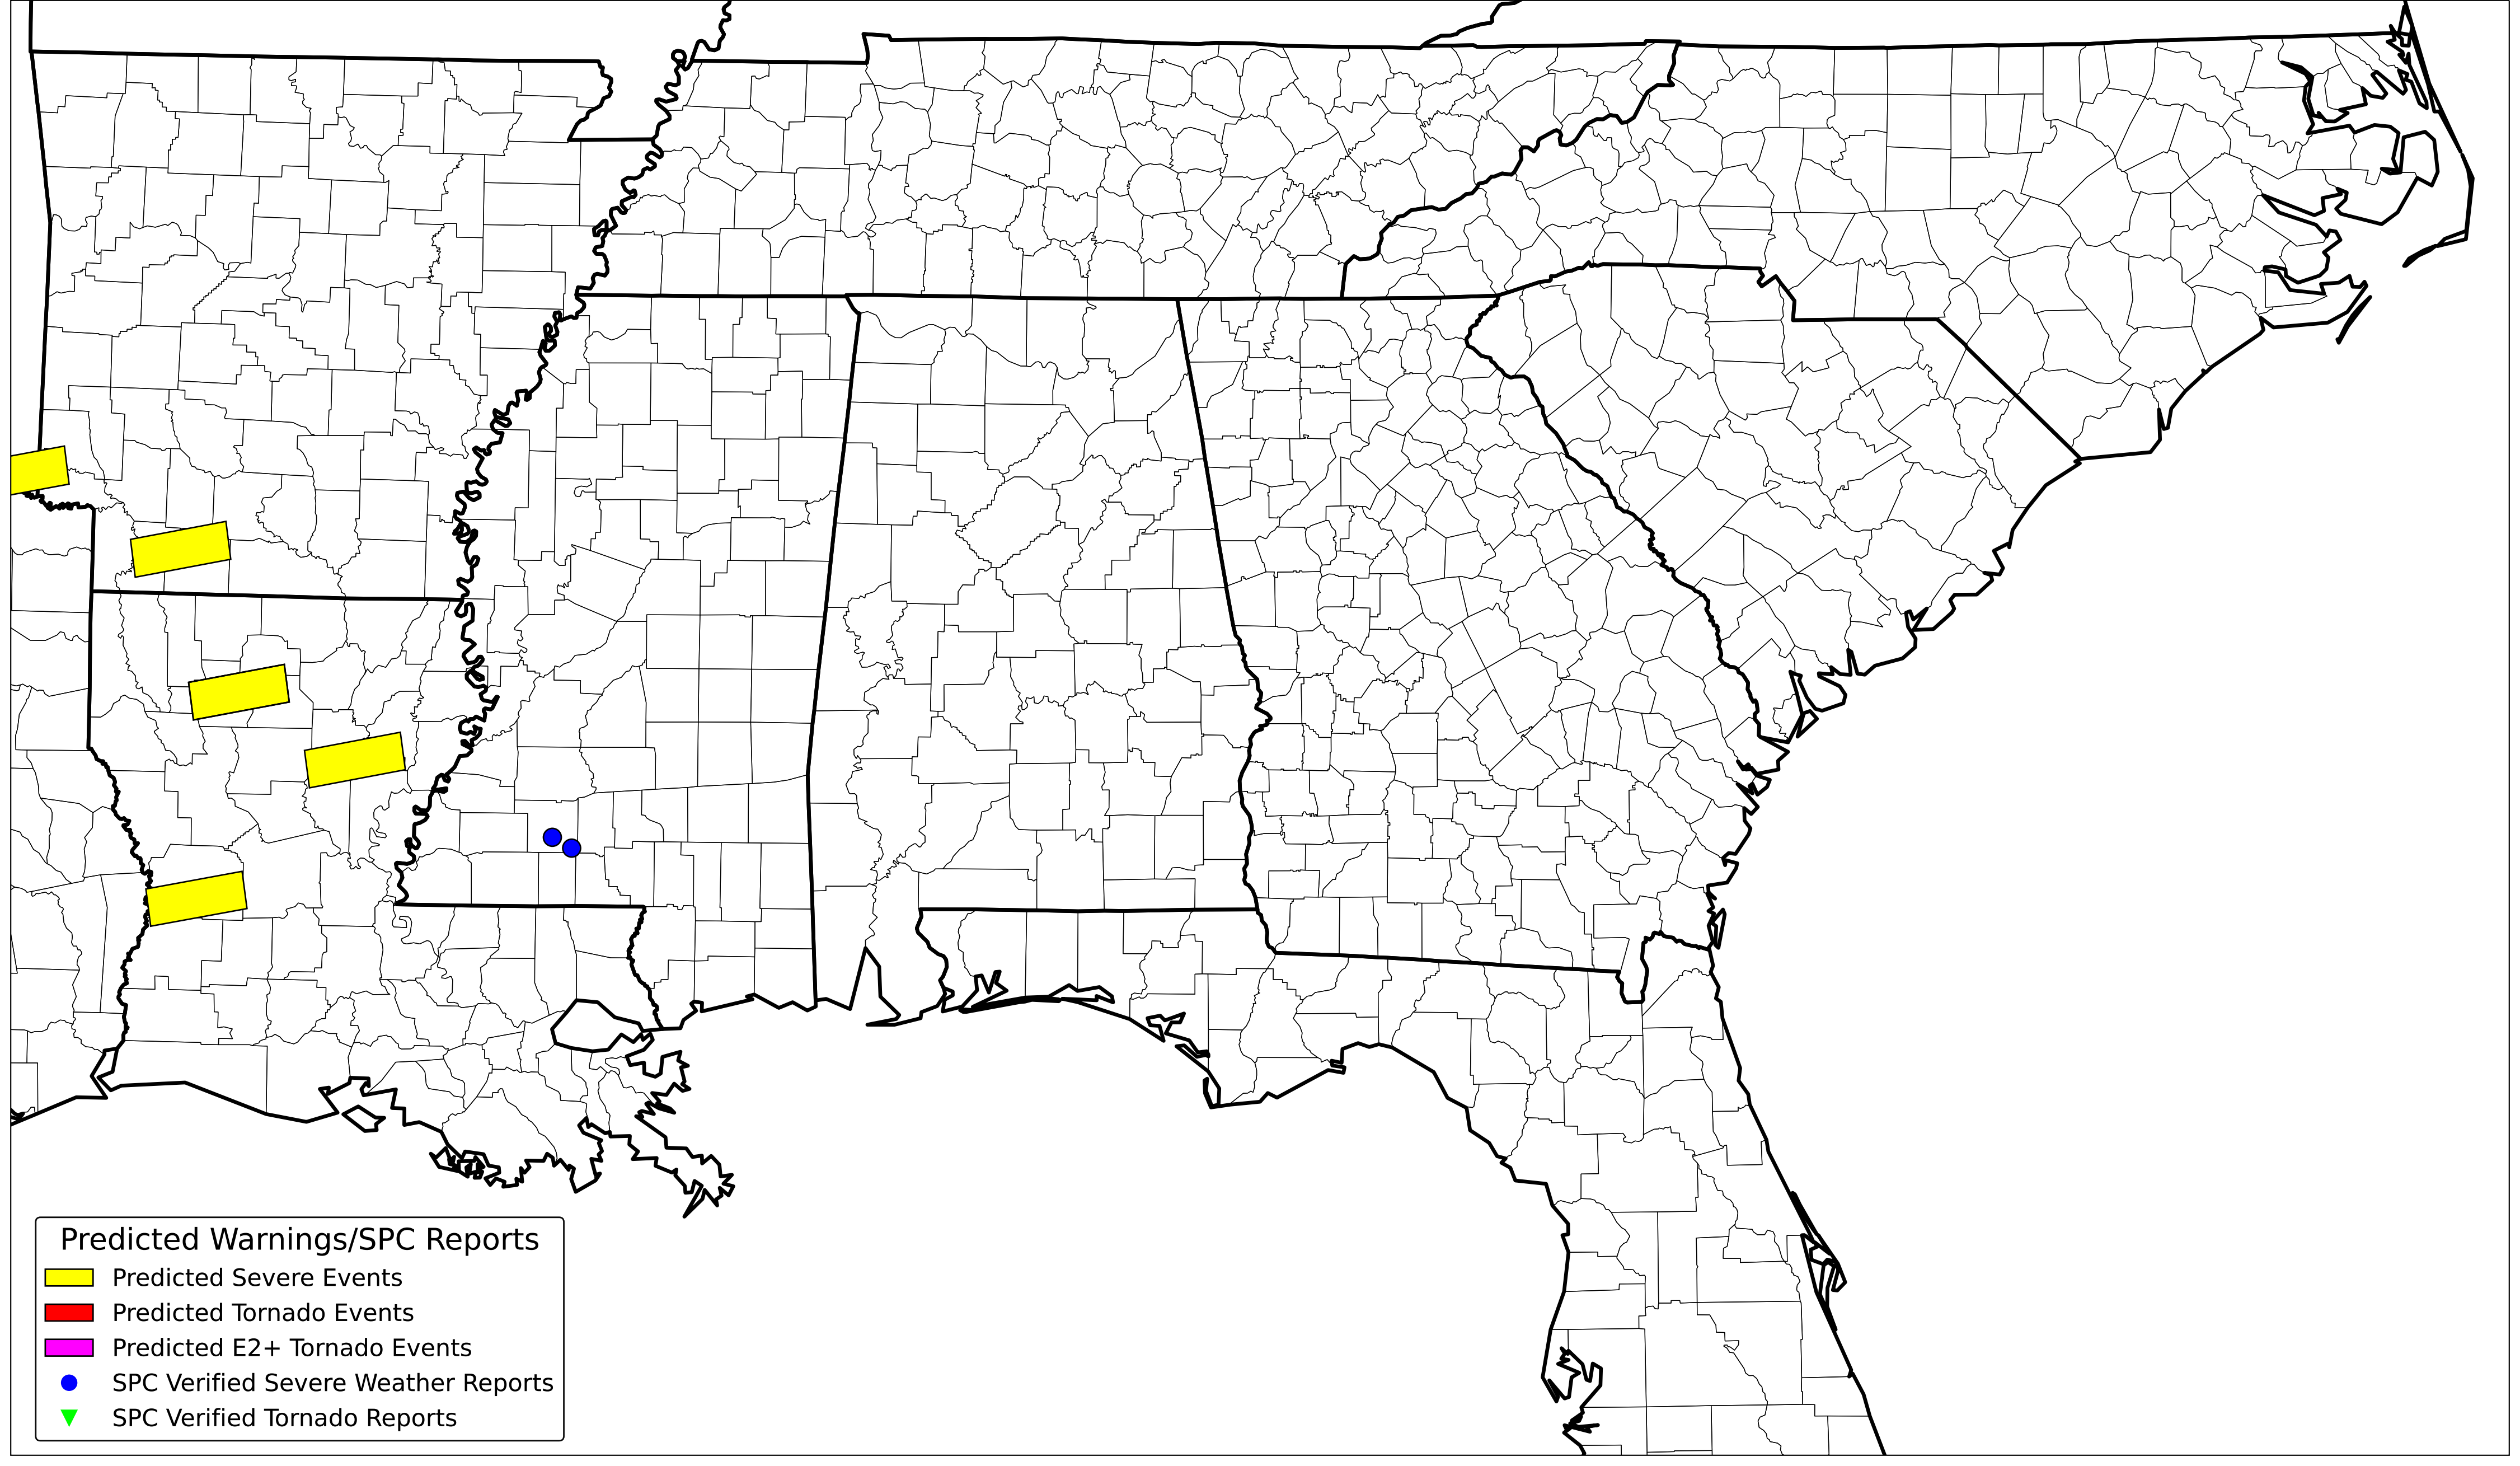 Predicted Warnings/SPC Reports
Predicted Severe Events
Predicted Tornado Events
Predicted E2+ Tornado Events
SPC Verified Severe Weather Reports
SPC Verified Tornado Reports